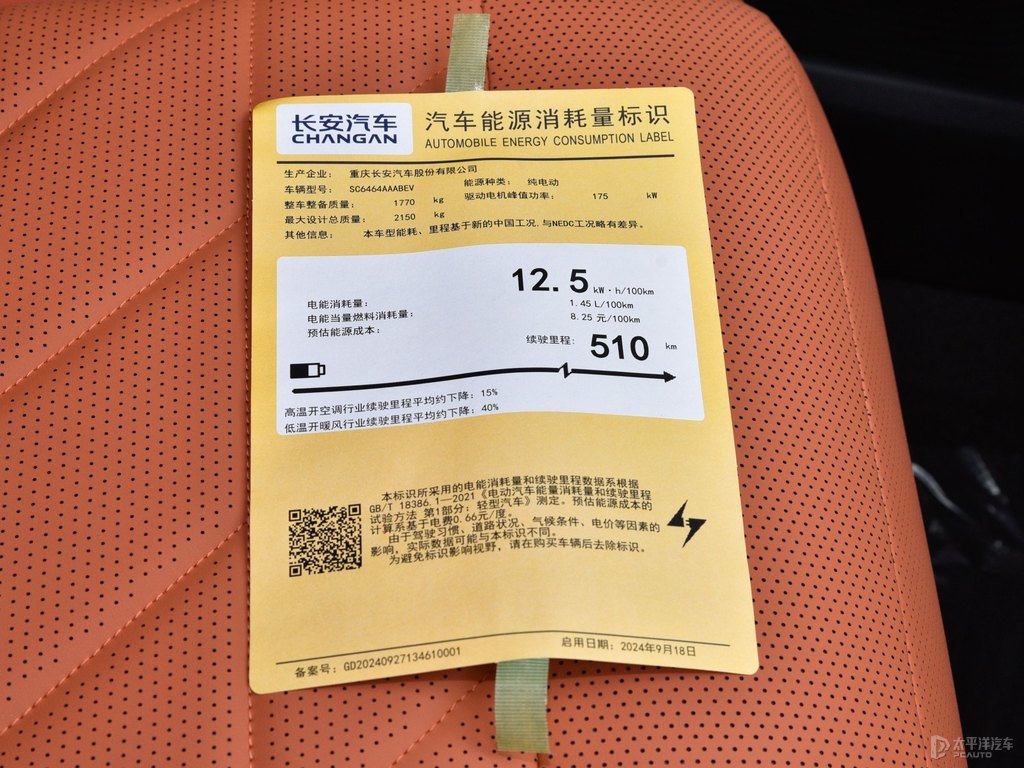 长安汽车
CHANGAN
汽车能源消耗量标识
AUTOMOBILE ENERGY CONSUMPTION LABEL
生产企业: 重庆长安汽车股份有限公司
车辆型号: SC6464AAABEV 能源种类: 纯电动
整车整备质量: 1770 kg 驱动电机峰值功率: 175 kW
最大设计总质量: 2150 kg
其他信息: 本车型能耗、里程基于新的中国工况,与NEDC工况略有差异。
电能消耗量: 12.5 kW·h/100km
电能当量燃料消耗量: 1.45 L/100km
预估能源成本: 8.25 元/100km
续驶里程: 510 km
高温开空调行业续驶里程平均约下降: 15%
低温开暖风行业续驶里程平均约下降: 40%
本标识所采用的电能消耗量和续驶里程数据系根据
GB/T 18386.1—2021《电动汽车能量消耗量和续驶里程
试验方法 第1部分: 轻型汽车》测定。预估能源成本的
计算系基于电费0.66元/度。
由于驾驶习惯、道路状况、气候条件、电价等因素的
影响,实际数据可能与本标识不同。
为避免标识影响视野,请在购买车辆后去除标识。
备案号: GD20240927134610001 启用日期: 2024年9月18日
太平洋汽车
PCAUTO